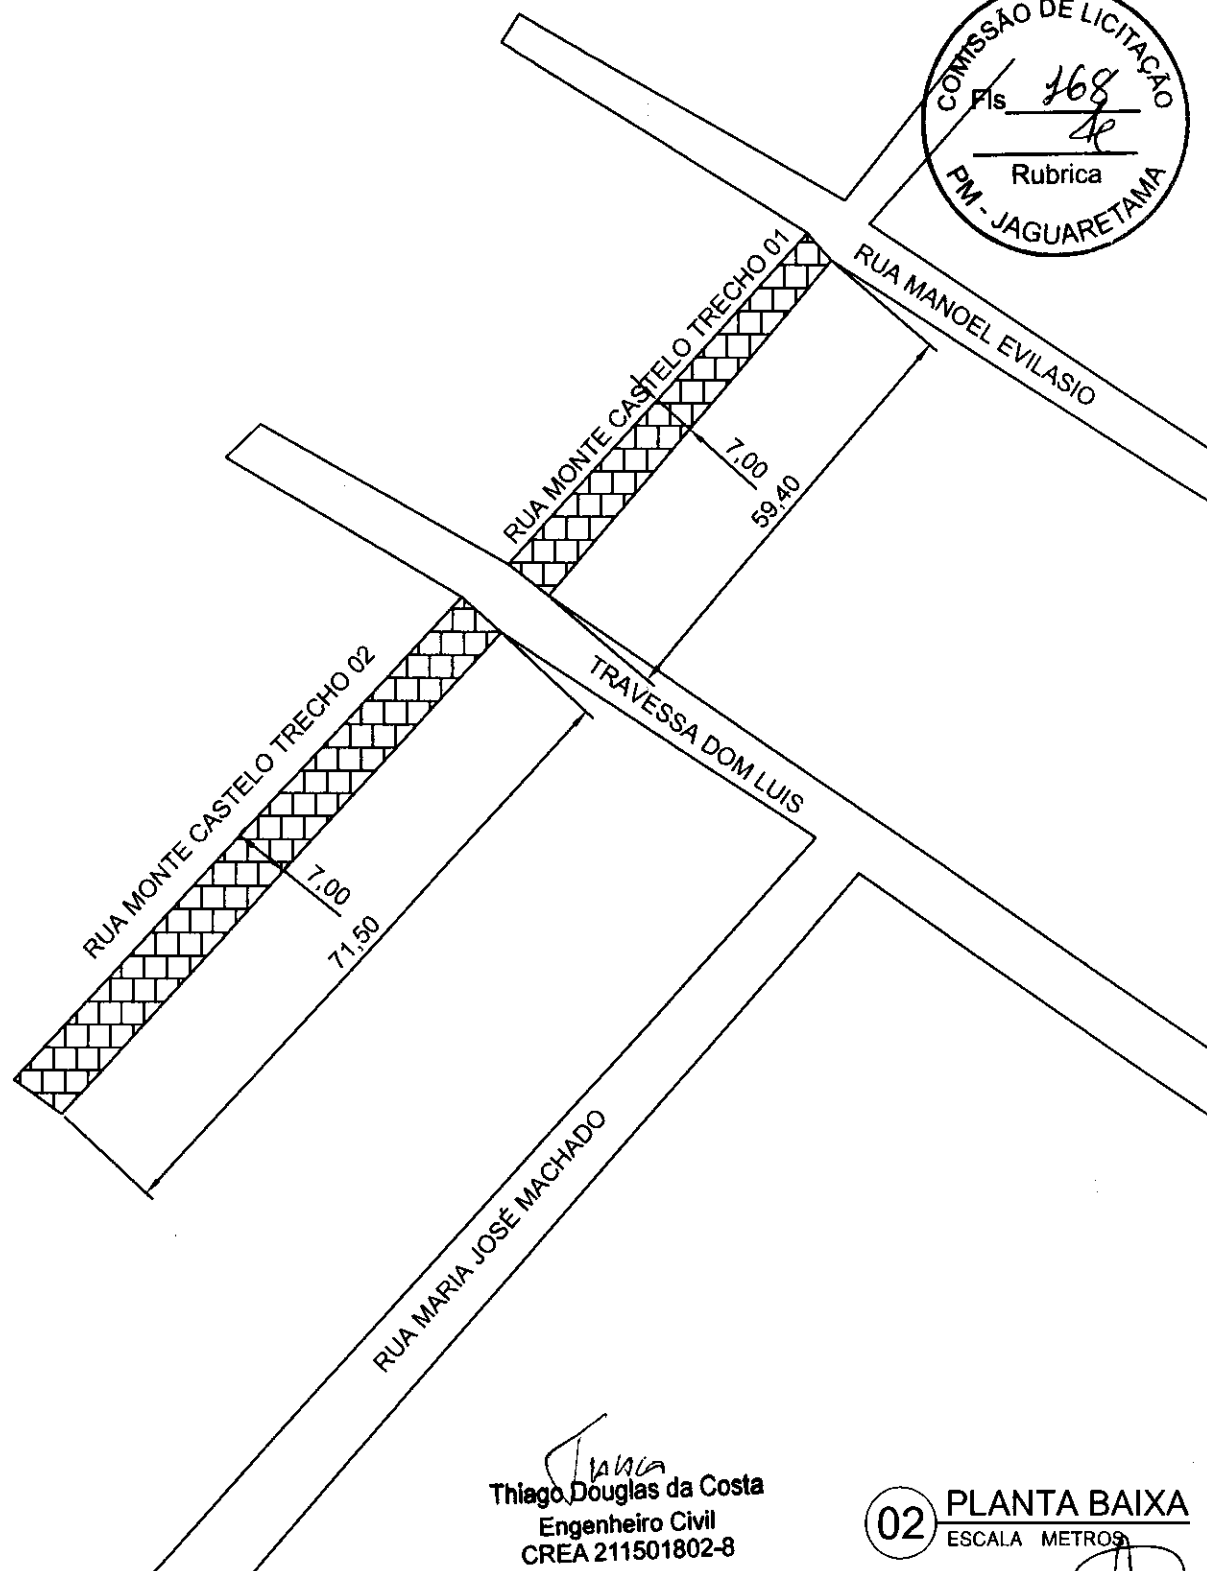 COMISSÃO DE LICITAÇÃO
Fls 168
Rubrica
PM - JAGUARETAMA
RUA MANOEL EVILASIO
RUA MONTE CASTELO TRECHO 01
7,00
59,40
TRAVESSA DOM LUIS
RUA MONTE CASTELO TRECHO 02
7,00
71,50
RUA MARIA JOSÉ MACHADO
Thiago Douglas da Costa
Engenheiro Civil
CREA 211501802-8
02 PLANTA BAIXA
ESCALA METROS